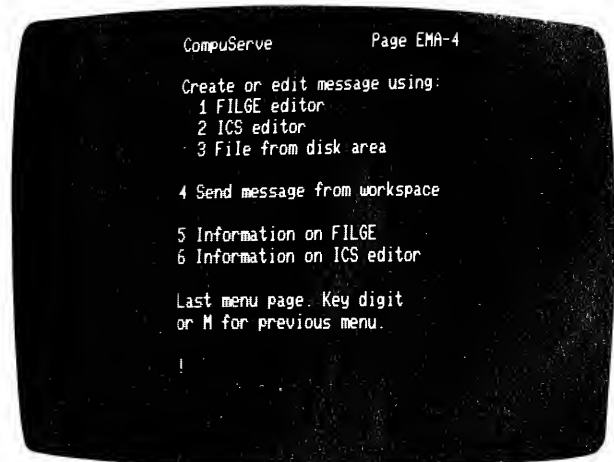 CompuServe Page EMA-4
Create or edit message using:
1 FILGE editor
2 ICS editor
3 File from disk area
4 Send message from workspace
5 Information on FILGE
6 Information on ICS editor
Last menu page. Key digit
or M for previous menu.
!